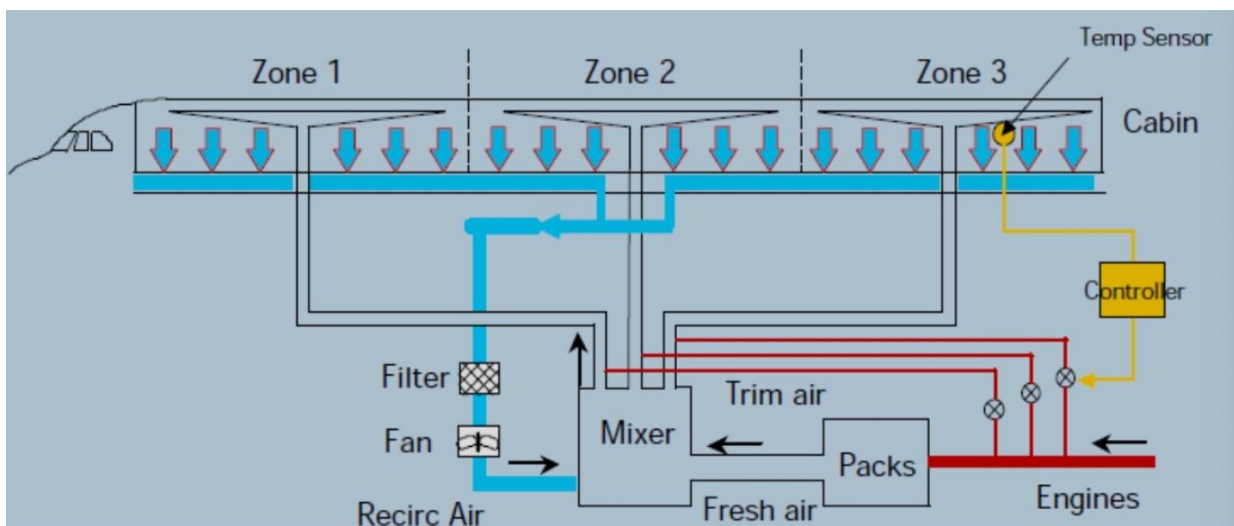 Temp Sensor
Zone 1
Zone 2
Zone 3
Cabin
Controller
Filter
Trim air
Mixer
Fan
Packs
Engines
Recirc Air
Fresh air